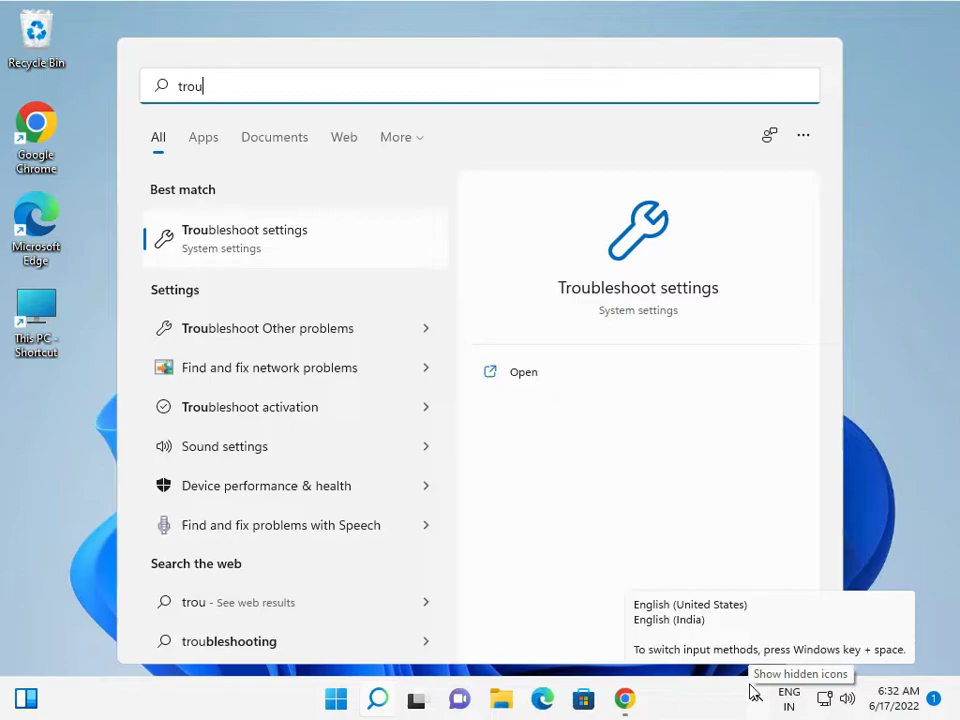 Recycle Bin
Google
Chrome
Microsoft
Edge
This PC -
Shortcut
trou
All Apps Documents Web More
Best match
Troubleshoot settings
System settings
Settings
Troubleshoot Other problems
Find and fix network problems
Troubleshoot activation
Sound settings
Device performance & health
Find and fix problems with Speech
Search the web
trou - See web results
troubleshooting
Troubleshoot settings
System settings
Open
English (United States)
English (India)
To switch input methods, press Windows key + space.
Show hidden icons
ENG
IN
6:32 AM
6/17/2022
1